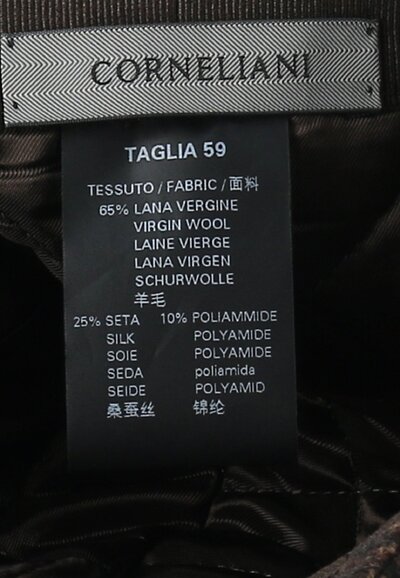 CORNELIANI
TAGLIA 59
TESSUTO / FABRIC / 面料
65% LANA VERGINE
VIRGIN WOOL
LAINE VIERGE
LANA VIRGEN
SCHURWOLLE
羊毛
25% SETA 10% POLIAMMIDE
SILK POLYAMIDE
SOIE POLYAMIDE
SEDA poliamida
SEIDE POLYAMID
桑蚕丝 锦纶